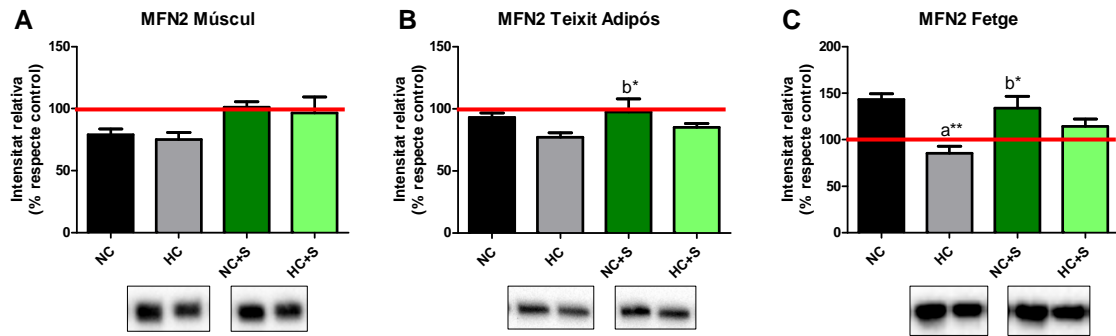 A
MFN2 Múscul
Intensitat relativa
(% respecte control)
150
100
50
0
NC
HC
NC+S
HC+S
B
MFN2 Teixit Adipós
Intensitat relativa
(% respecte control)
150
100
50
0
b*
NC
HC
NC+S
HC+S
C
MFN2 Fetge
Intensitat relativa
(% respecte control)
200
150
100
50
0
a**
b*
NC
HC
NC+S
HC+S